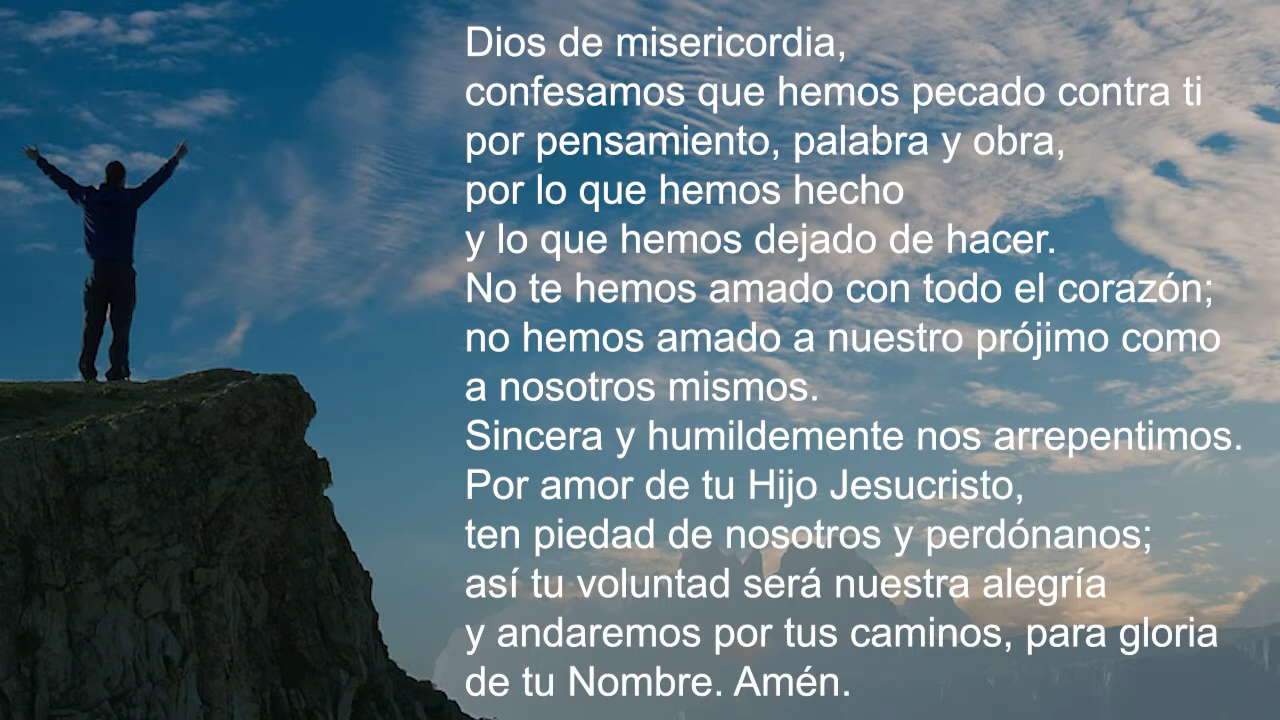 Dios de misericordia,
confesamos que hemos pecado contra ti
por pensamiento, palabra y obra,
por lo que hemos hecho
y lo que hemos dejado de hacer.
No te hemos amado con todo el corazón;
no hemos amado a nuestro prójimo como
a nosotros mismos.
Sincera y humildemente nos arrepentimos.
Por amor de tu Hijo Jesucristo,
ten piedad de nosotros y perdónanos;
así tu voluntad será nuestra alegría
y andaremos por tus caminos, para gloria
de tu Nombre. Amén.